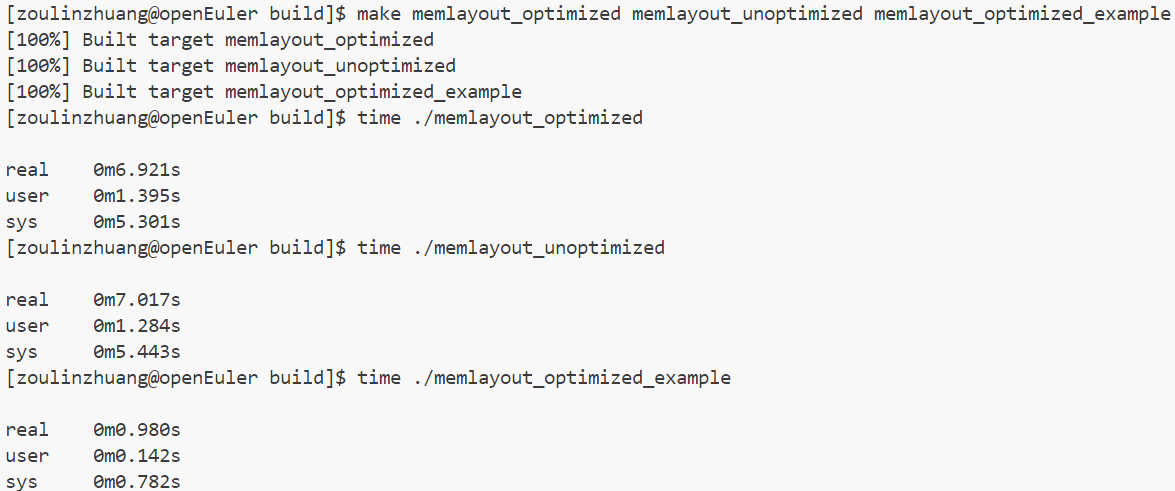 [zoulinzhuang@openEuler build]$ make memlayout_optimized memlayout_unoptimized memlayout_optimized_example
[100%] Built target memlayout_optimized
[100%] Built target memlayout_unoptimized
[100%] Built target memlayout_optimized_example
[zoulinzhuang@openEuler build]$ time ./memlayout_optimized
real 0m6.921s
user 0m1.395s
sys 0m5.301s
[zoulinzhuang@openEuler build]$ time ./memlayout_unoptimized
real 0m7.017s
user 0m1.284s
sys 0m5.443s
[zoulinzhuang@openEuler build]$ time ./memlayout_optimized_example
real 0m0.980s
user 0m0.142s
sys 0m0.782s